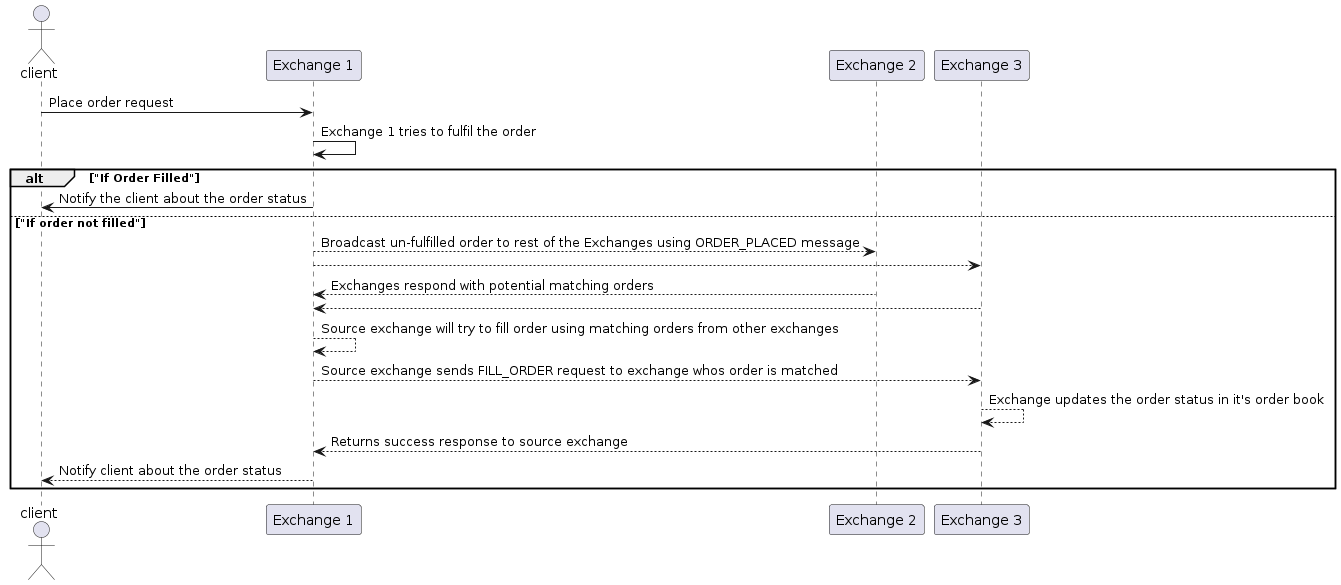 client
Exchange 1
Exchange 2
Exchange 3
Place order request
Exchange 1 tries to fulfil the order
alt
["If Order Filled"]
Notify the client about the order status
["If order not filled"]
Broadcast un-fulfilled order to rest of the Exchanges using ORDER_PLACED message
Exchanges respond with potential matching orders
Source exchange will try to fill order using matching orders from other exchanges
Source exchange sends FILL_ORDER request to exchange whos order is matched
Exchange updates the order status in it's order book
Returns success response to source exchange
Notify client about the order status
client
Exchange 1
Exchange 2
Exchange 3